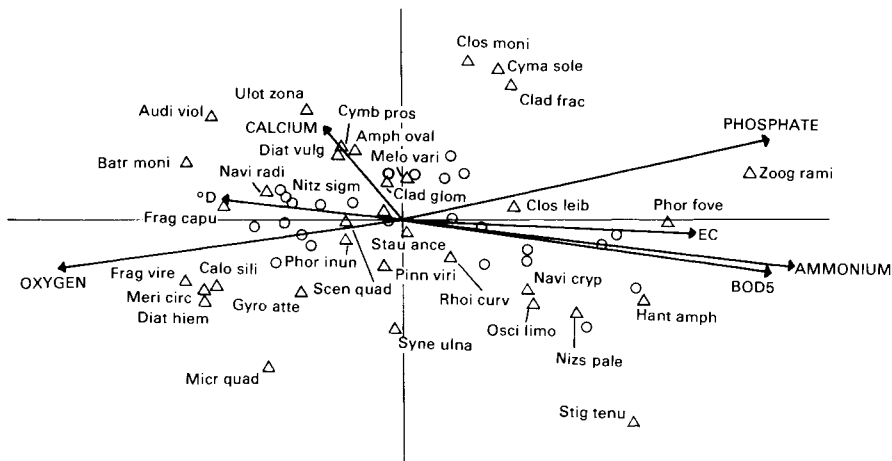 Clos moni
Cyma sole
Clad frac
Ulot zona
Audi viol
Cymb pros
CALCIUM
Amph oval
PHOSPHATE
Diat vulg
Melo vari
Batr moni
Navi radi
Zoog rami
Nitz sigm
Clad glom
°D
Clos leib
Phor fove
Frag capu
EC
Stau ance
Phor inun
OXYGEN
Frag vire
Calo sili
Scen quad
Pinn viri
AMMONIUM
BOD5
Meri circ
Gyro atte
Rhoi curv
Navi cryp
Diat hiem
Osci limo
Hant amph
Syne ulna
Nizs pale
Micr quad
Stig tenu